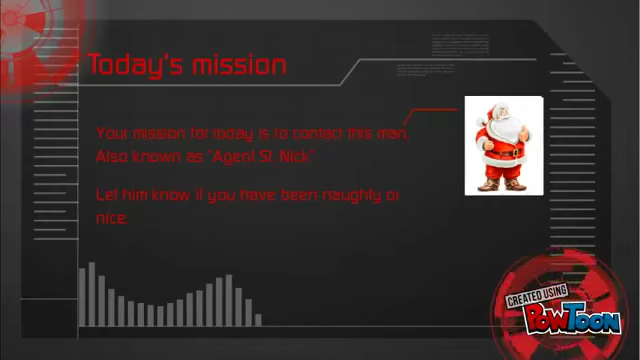 Today's mission
Your mission for today is to contact this man.
Also known as "Agent St. Nick".
Let him know if you have been naughty or
nice.
CREATED USING
POWTOON